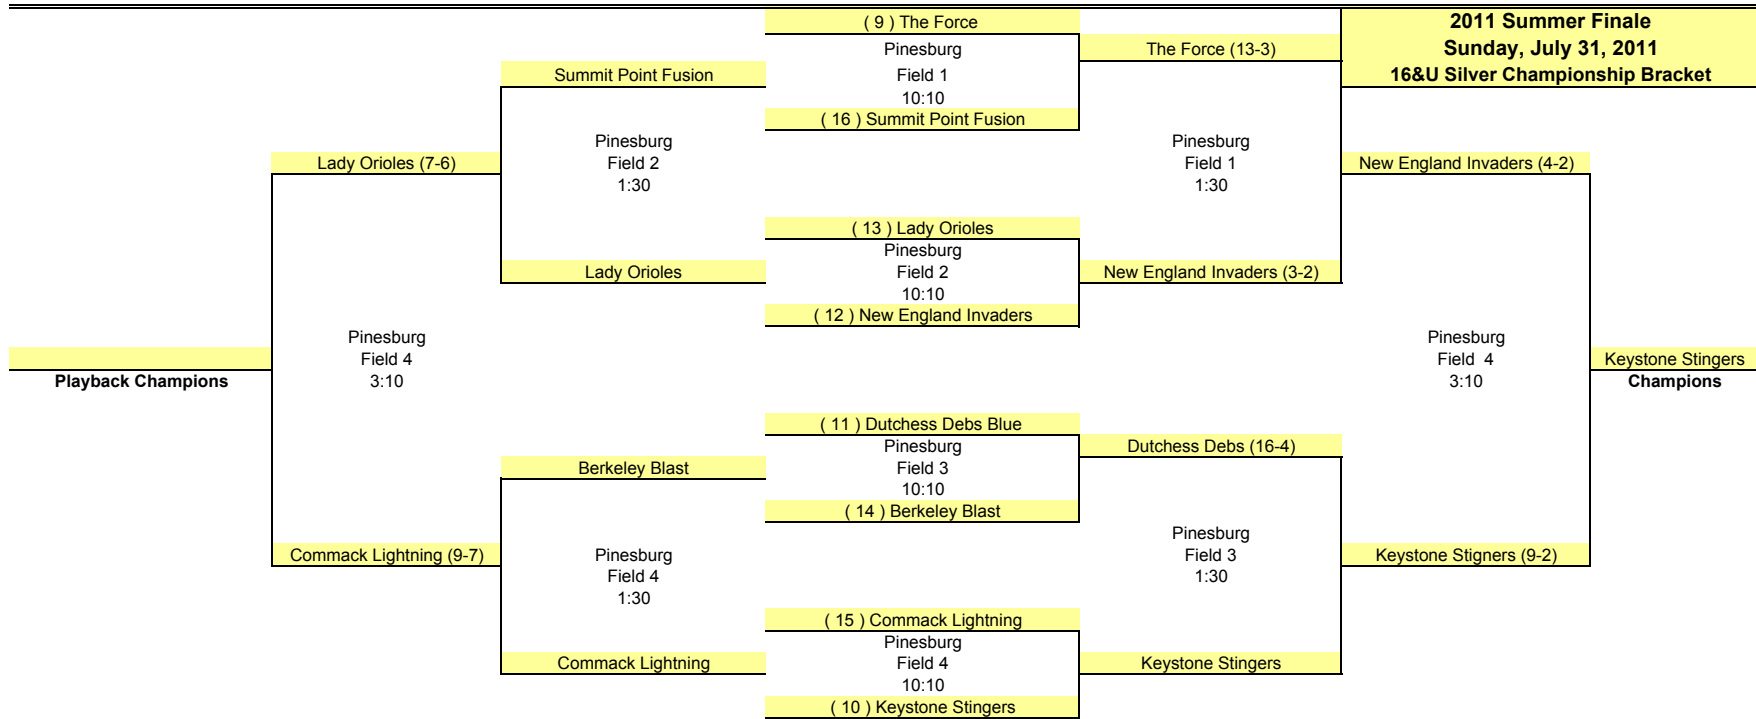 ( 9 ) The Force
2011 Summer Finale
Pinesburg
The Force (13-3)
Sunday, July 31, 2011
Summit Point Fusion
Field 1
16&U Silver Championship Bracket
10:10
( 16 ) Summit Point Fusion
Pinesburg
Pinesburg
Lady Orioles (7-6)
Field 2
Field 1
New England Invaders (4-2)
1:30
1:30
( 13 ) Lady Orioles
Pinesburg
Lady Orioles
Field 2
New England Invaders (3-2)
10:10
( 12 ) New England Invaders
Pinesburg
Pinesburg
Field 4
Field 4
Keystone Stingers
Playback Champions
3:10
3:10
Champions
( 11 ) Dutchess Debs Blue
Pinesburg
Dutchess Debs (16-4)
Berkeley Blast
Field 3
10:10
( 14 ) Berkeley Blast
Pinesburg
Pinesburg
Commack Lightning (9-7)
Field 4
Field 3
Keystone Stigners (9-2)
1:30
1:30
( 15 ) Commack Lightning
Pinesburg
Commack Lightning
Field 4
Keystone Stingers
10:10
( 10 ) Keystone Stingers